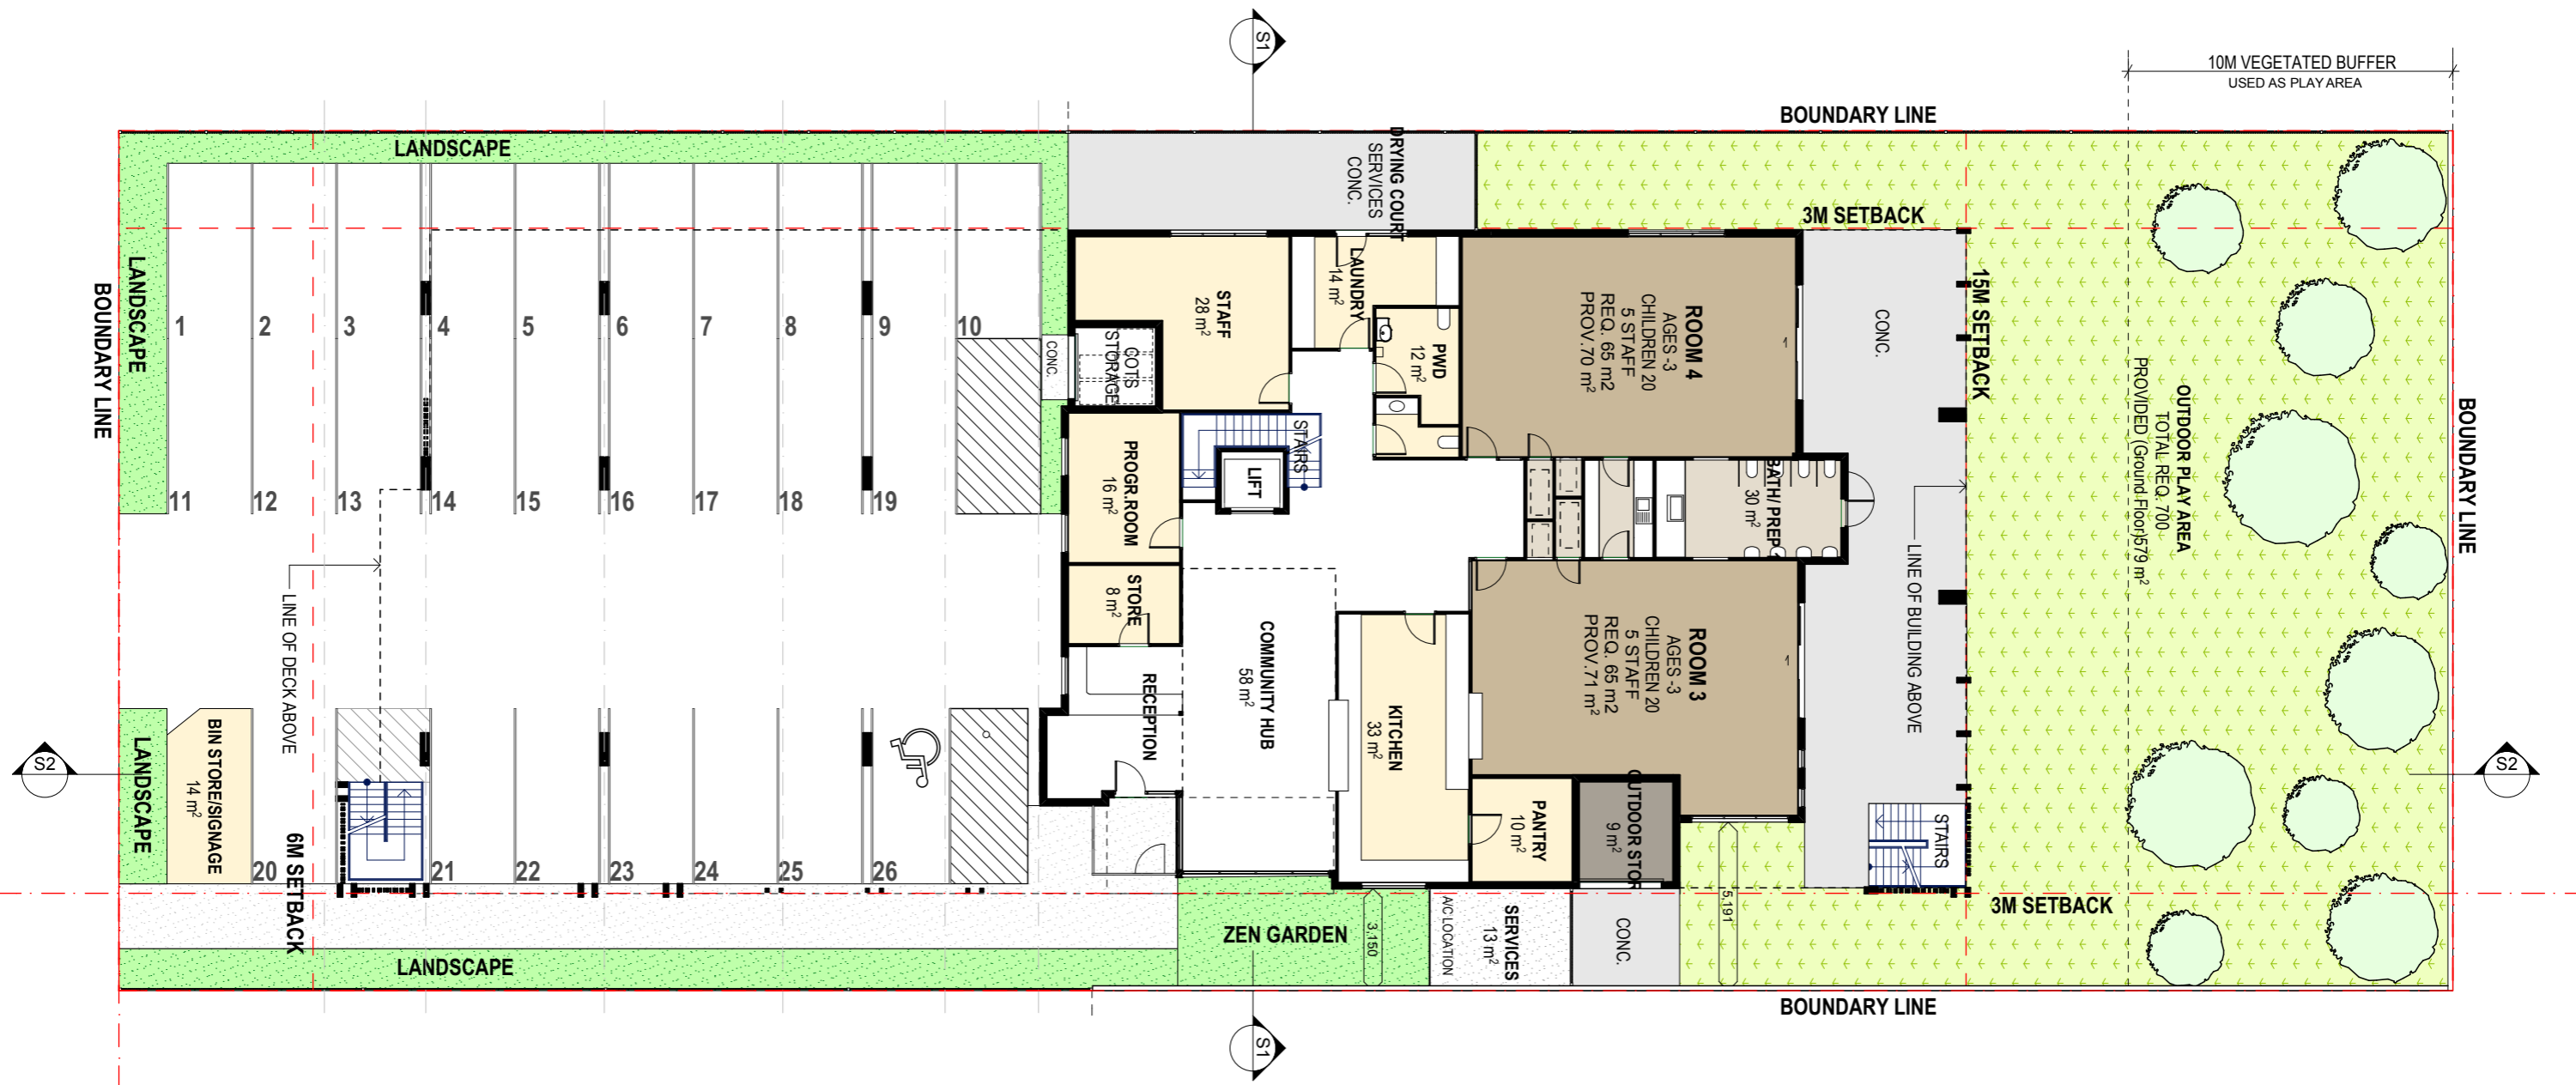 S1
10M VEGETATED BUFFER
USED AS PLAY AREA
BOUNDARY LINE
LANDSCAPE
DRYING COURT
SERVICES
CONC.
3M SETBACK
BOUNDARY LINE
LANDSCAPE
1
2
3
4
5
6
7
8
9
10
CONC.
COTS
STORAGE
STAFF
28 m²
LAUNDRY
14 m²
PWD
12 m²
ROOM 4
AGES -3
CHILDREN 20
5 STAFF
REQ. 65 m2
PROV.70 m²
CONC.
15M SETBACK
OUTDOOR PLAY AREA
TOTAL REQ. 700
PROVIDED (Ground Floor)579 m²
BOUNDARY LINE
11
12
13
14
15
16
17
18
19
PROGR.ROOM
16 m²
STAIRS
LIFT
BATH/ PREP 1
30 m²
LINE OF DECK ABOVE
LINE OF BUILDING ABOVE
STORE
8 m²
COMMUNITY HUB
58 m²
RECEPTION
KITCHEN
33 m²
ROOM 3
AGES -3
CHILDREN 20
5 STAFF
REQ. 65 m2
PROV.71 m²
S2
LANDSCAPE
BIN STORE/SIGNAGE
14 m²
6M SETBACK
20
21
22
23
24
25
26
PANTRY
10 m²
OUTDOOR STOR
9 m²
STAIRS
S2
3M SETBACK
LANDSCAPE
ZEN GARDEN
3,150
A/C LOCATION
SERVICES
13 m²
CONC.
5,191
BOUNDARY LINE
S1